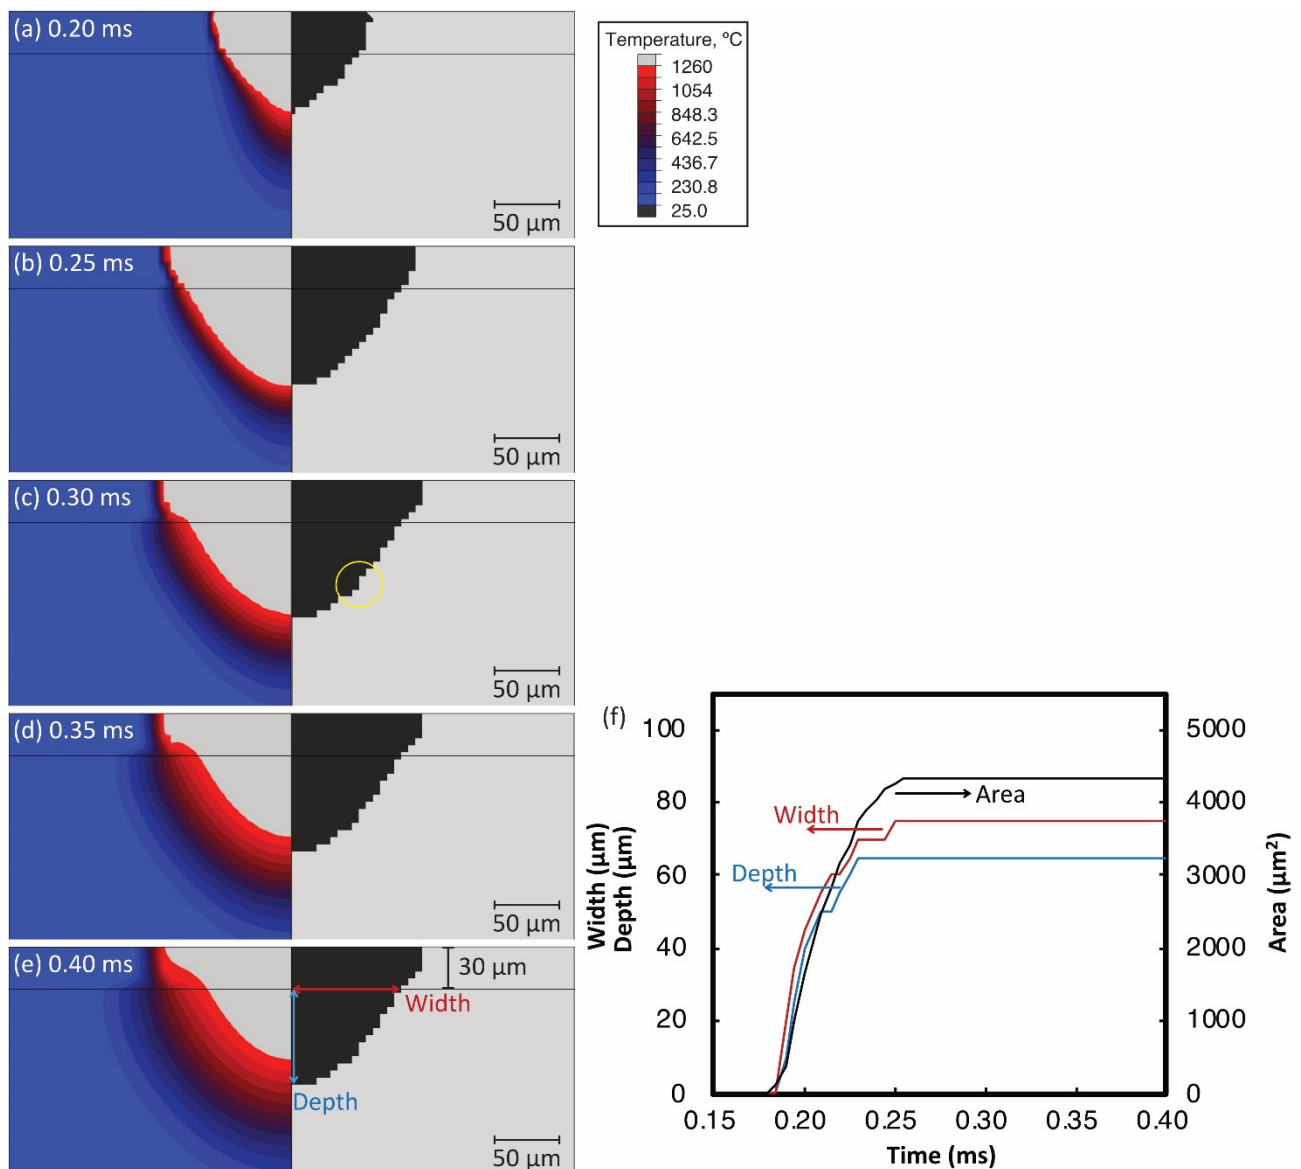 (a) 0.20 ms
50 µm
Temperature, ºC
1260
1054
848.3
642.5
436.7
230.8
25.0
(b) 0.25 ms
50 µm
(c) 0.30 ms
50 µm
(d) 0.35 ms
50 µm
(e) 0.40 ms
30 µm
Width
Depth
50 µm
(f)
100
80
60
40
20
0
Width (µm)
Depth (µm)
5000
4000
3000
2000
1000
0
Area (µm²)
Area
Width
Depth
0.15
0.20
0.25
0.30
0.35
0.40
Time (ms)